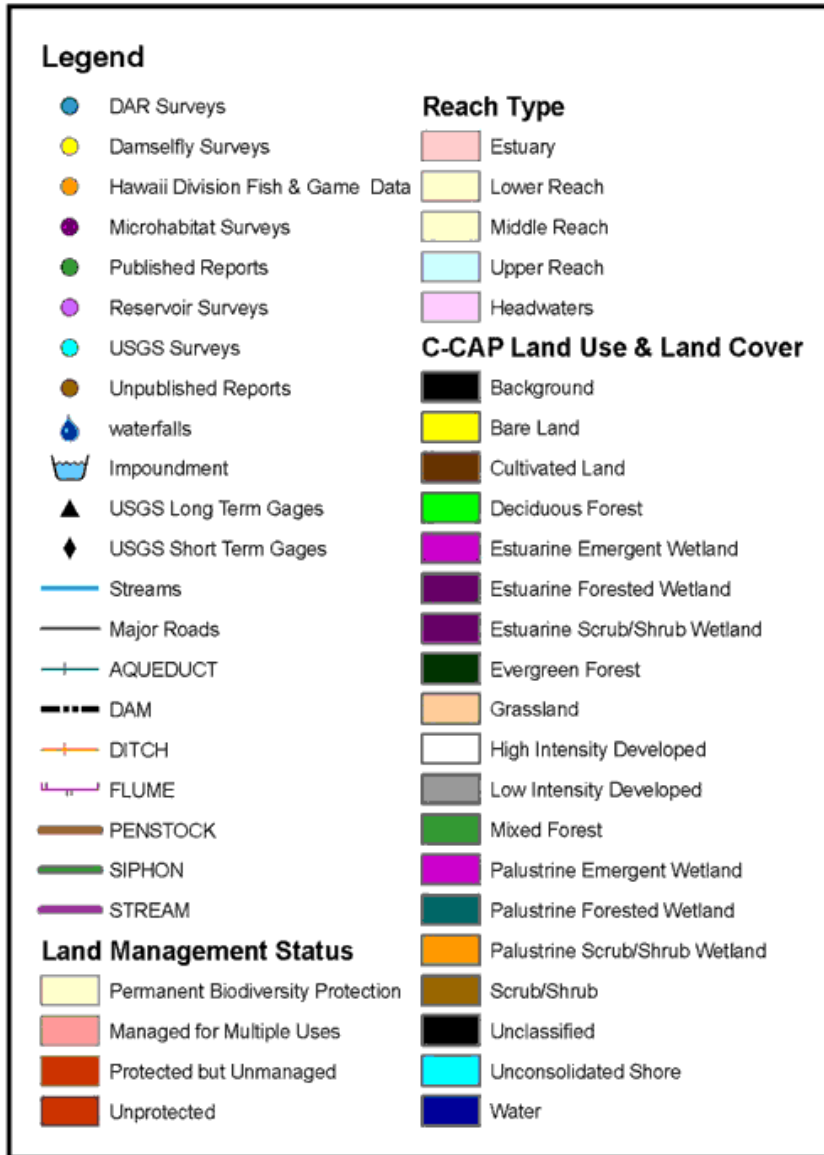 Legend
DAR Surveys
Damselfly Surveys
Hawaii Division Fish & Game Data
Microhabitat Surveys
Published Reports
Reservoir Surveys
USGS Surveys
Unpublished Reports
waterfalls
Impoundment
USGS Long Term Gages
USGS Short Term Gages
Streams
Major Roads
AQUEDUCT
DAM
DITCH
FLUME
PENSTOCK
SIPHON
STREAM
Land Management Status
Permanent Biodiversity Protection
Managed for Multiple Uses
Protected but Unmanaged
Unprotected
Reach Type
Estuary
Lower Reach
Middle Reach
Upper Reach
Headwaters
C-CAP Land Use & Land Cover
Background
Bare Land
Cultivated Land
Deciduous Forest
Estuarine Emergent Wetland
Estuarine Forested Wetland
Estuarine Scrub/Shrub Wetland
Evergreen Forest
Grassland
High Intensity Developed
Low Intensity Developed
Mixed Forest
Palustrine Emergent Wetland
Palustrine Forested Wetland
Palustrine Scrub/Shrub Wetland
Scrub/Shrub
Unclassified
Unconsolidated Shore
Water